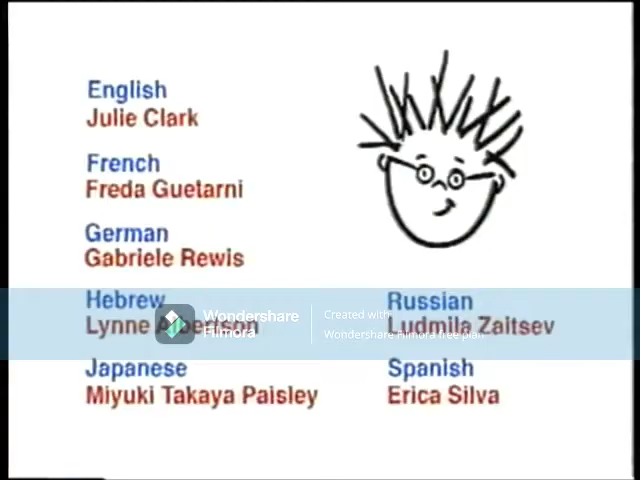 English
Julie Clark
French
Freda Guetarni
German
Gabriele Rewis
Hebrew
Lynne Albertson
Japanese
Miyuki Takaya Paisley
Russian
Ludmila Zaitsev
Spanish
Erica Silva
Wondershare
Filmora
Created with
Wondershare Filmora free plan